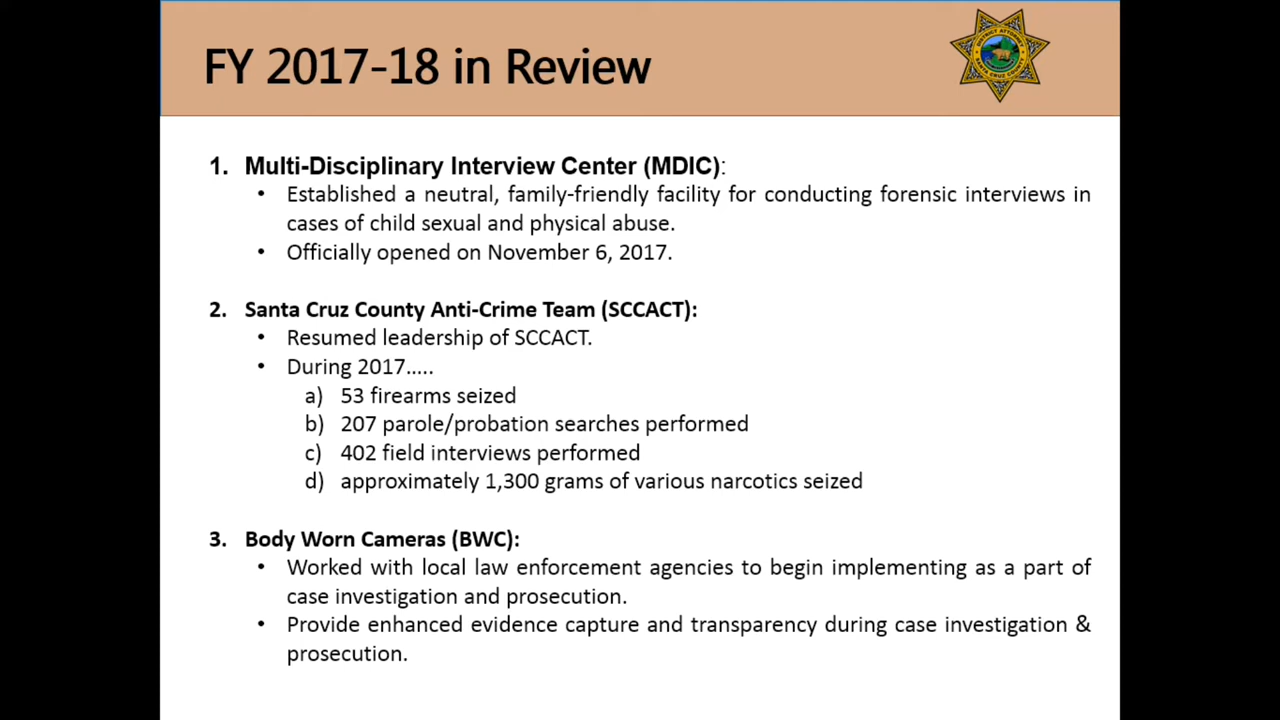 FY 2017-18 in Review
DISTRICT ATTORNEY
SANTA CRUZ COUNTY
1. Multi-Disciplinary Interview Center (MDIC):
• Established a neutral, family-friendly facility for conducting forensic interviews in
cases of child sexual and physical abuse.
• Officially opened on November 6, 2017.
2. Santa Cruz County Anti-Crime Team (SCCACT):
• Resumed leadership of SCCACT.
• During 2017.....
a) 53 firearms seized
b) 207 parole/probation searches performed
c) 402 field interviews performed
d) approximately 1,300 grams of various narcotics seized
3. Body Worn Cameras (BWC):
• Worked with local law enforcement agencies to begin implementing as a part of
case investigation and prosecution.
• Provide enhanced evidence capture and transparency during case investigation &
prosecution.